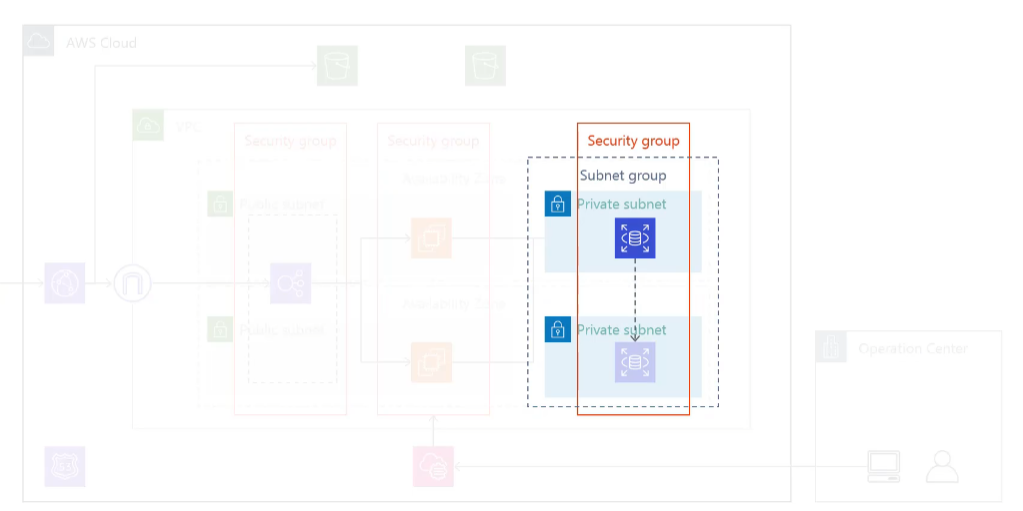 AWS Cloud
VPC
Security group
Security group
Security group
Availability Zone
Subnet group
Public subnet
Private subnet
Availability Zone
Public subnet
Private subnet
Operation Center
53